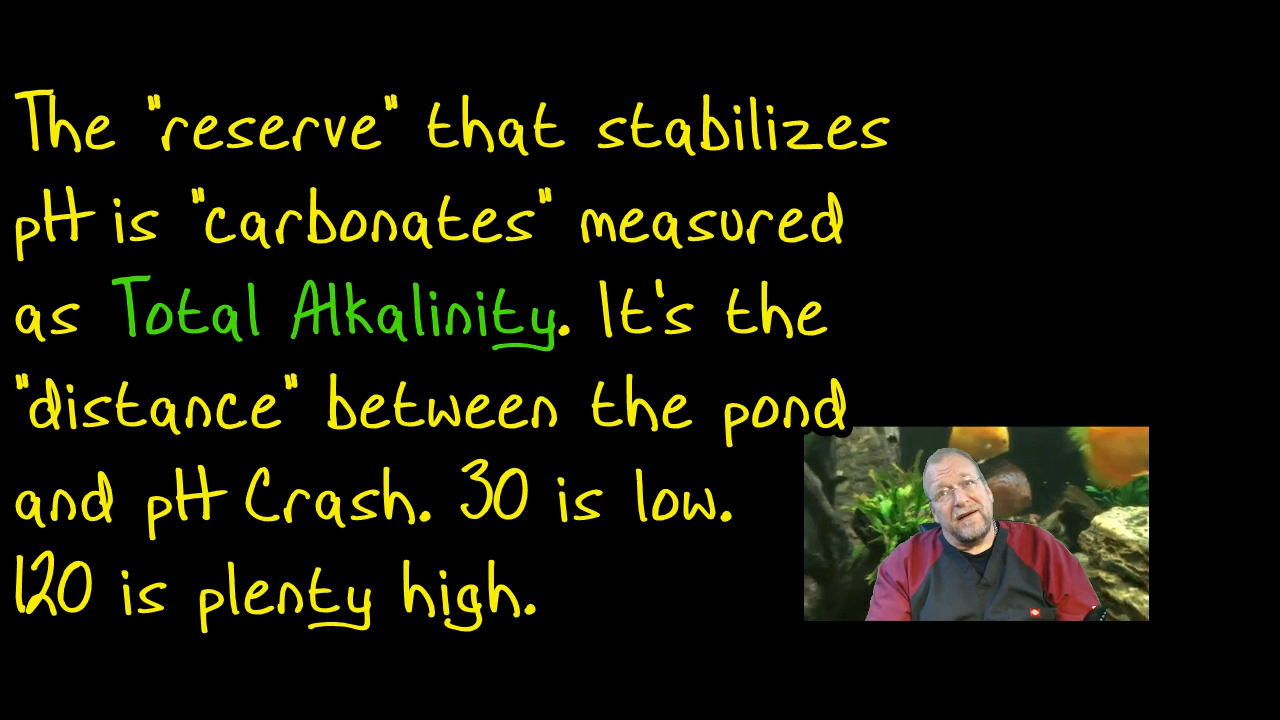 The "reserve" that stabilizes
pH is "carbonates" measured
as Total Alkalinity. It's the
"distance" between the pond
and pH Crash. 30 is low.
120 is plenty high.